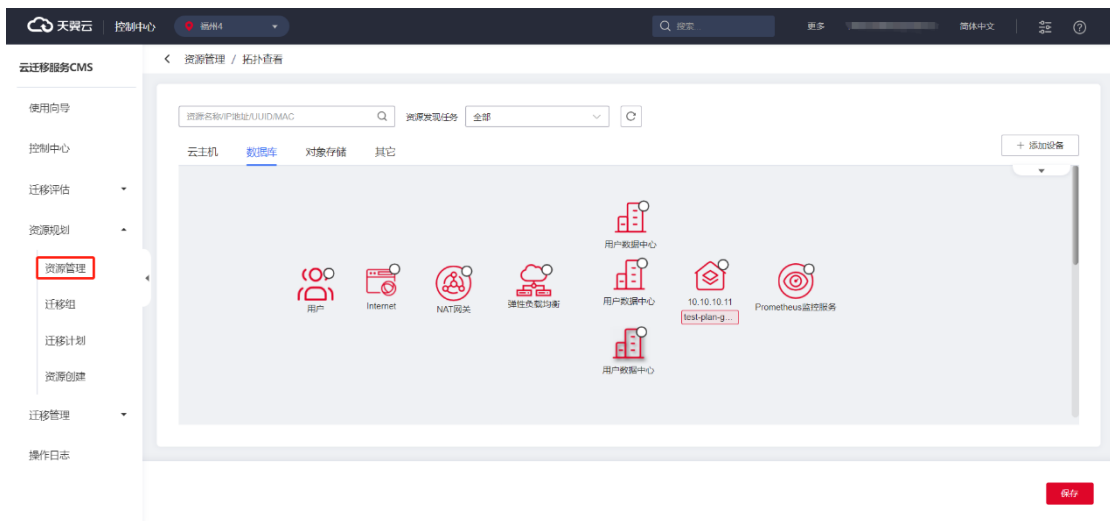 天翼云 控制中心 福州4 搜索... 更多 简体中文
云迁移服务CMS
资源管理 / 拓扑查看
使用向导
控制中心
迁移评估
资源规划
资源管理
迁移组
迁移计划
资源创建
迁移管理
操作日志
资源名称/IP地址/UUID/MAC 资源发现任务 全部
云主机 数据库 对象存储 其它
+ 添加设备
用户数据中心
用户 Internet NAT网关 弹性负载均衡 用户数据中心 10.10.10.11 Prometheus监控服务
test-plan-g...
用户数据中心
保存